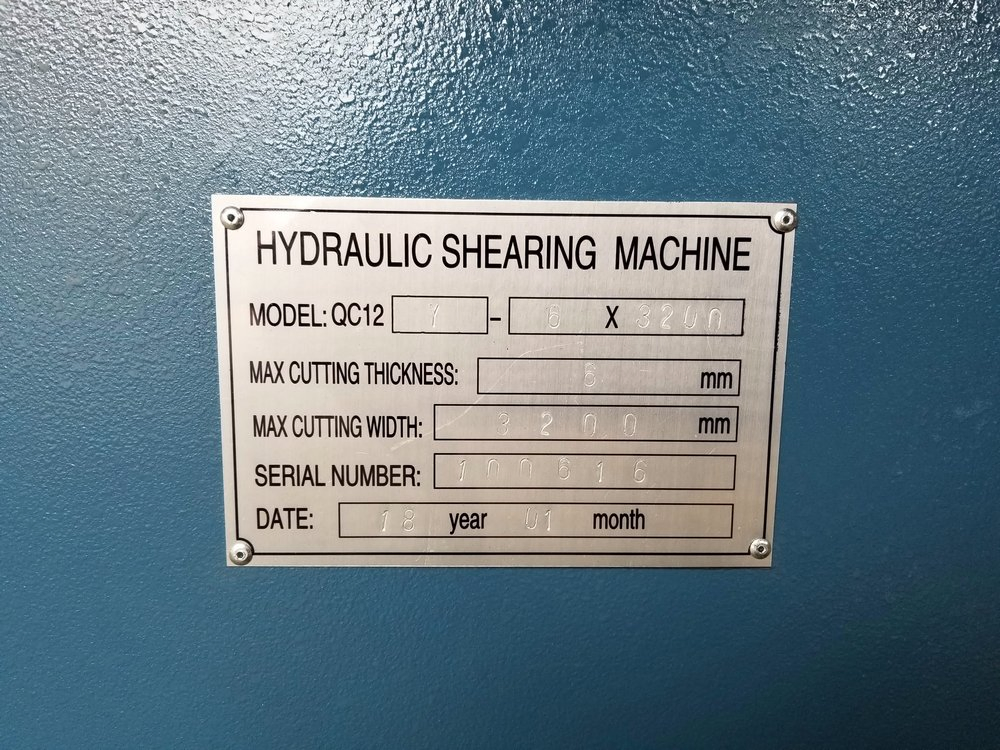 HYDRAULIC SHEARING MACHINE
MODEL: QC12 Y - 6 X 3200
MAX CUTTING THICKNESS: 6 mm
MAX CUTTING WIDTH: 3200 mm
SERIAL NUMBER: 100616
DATE: 18 year 01 month